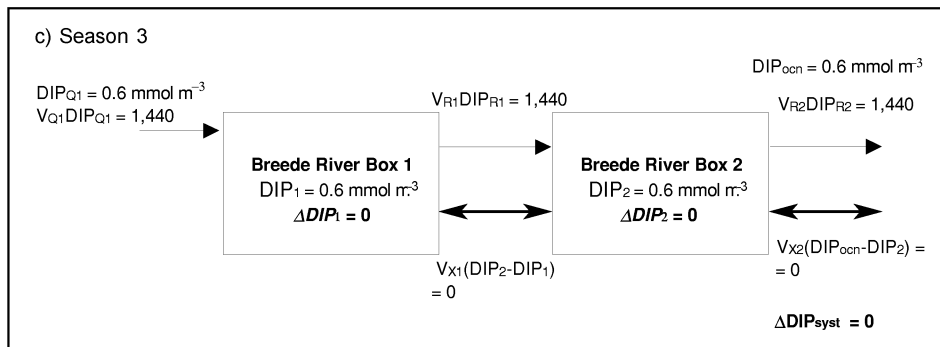 c) Season 3
DIPQ1 = 0.6 mmol m-3
VQ1DIPQ1 = 1,440
VR1DIPR1 = 1,440
DIPocn = 0.6 mmol m-3
VR2DIPR2 = 1,440
Breede River Box 1
DIP1 = 0.6 mmol m-3
ΔDIP1 = 0
Breede River Box 2
DIP2 = 0.6 mmol m-3
ΔDIP2 = 0
VX1(DIP2-DIP1)
= 0
VX2(DIPocn-DIP2) =
= 0
ΔDIPsyst = 0